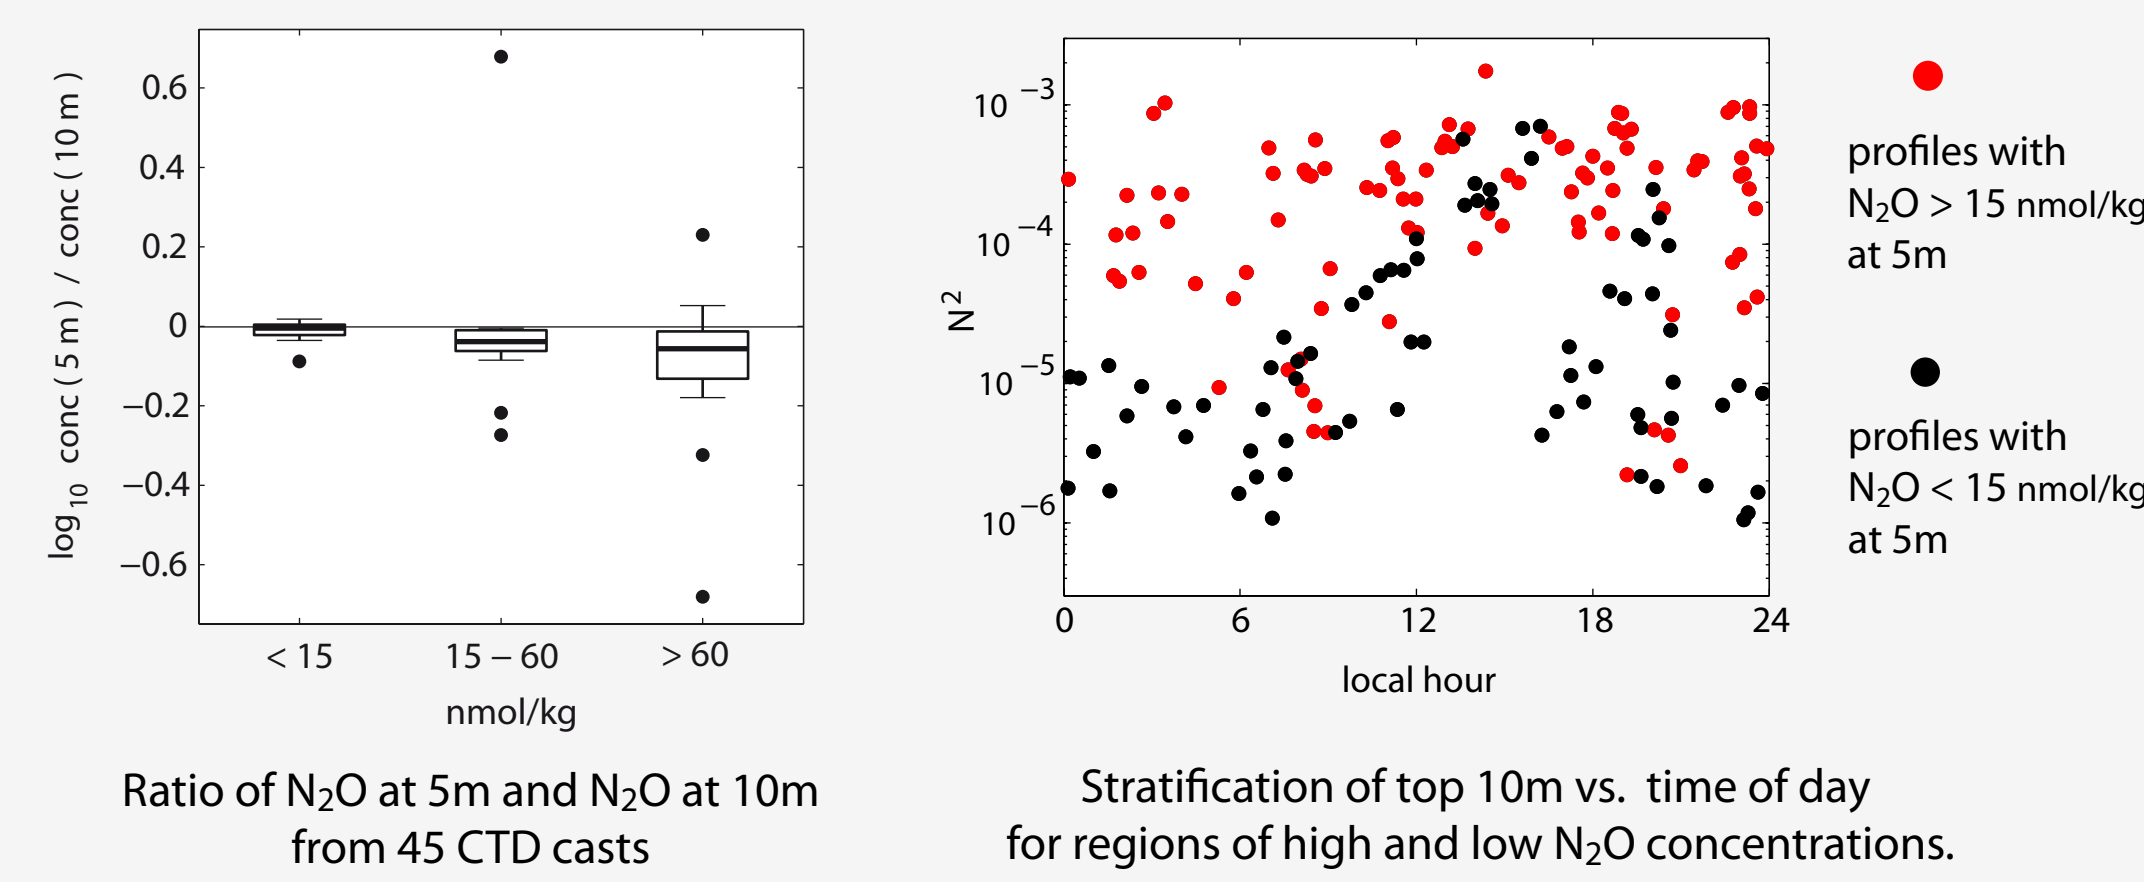 log10 conc ( 5 m ) / conc ( 10 m )
0.6
0.4
0.2
0
−0.2
−0.4
−0.6
< 15
15 – 60
> 60
nmol/kg
Ratio of N2O at 5m and N2O at 10m
from 45 CTD casts
N2
10−3
10−4
10−5
10−6
0
6
12
18
24
local hour
Stratification of top 10m vs. time of day
for regions of high and low N2O concentrations.
profiles with
N2O > 15 nmol/kg
at 5m
profiles with
N2O < 15 nmol/kg
at 5m